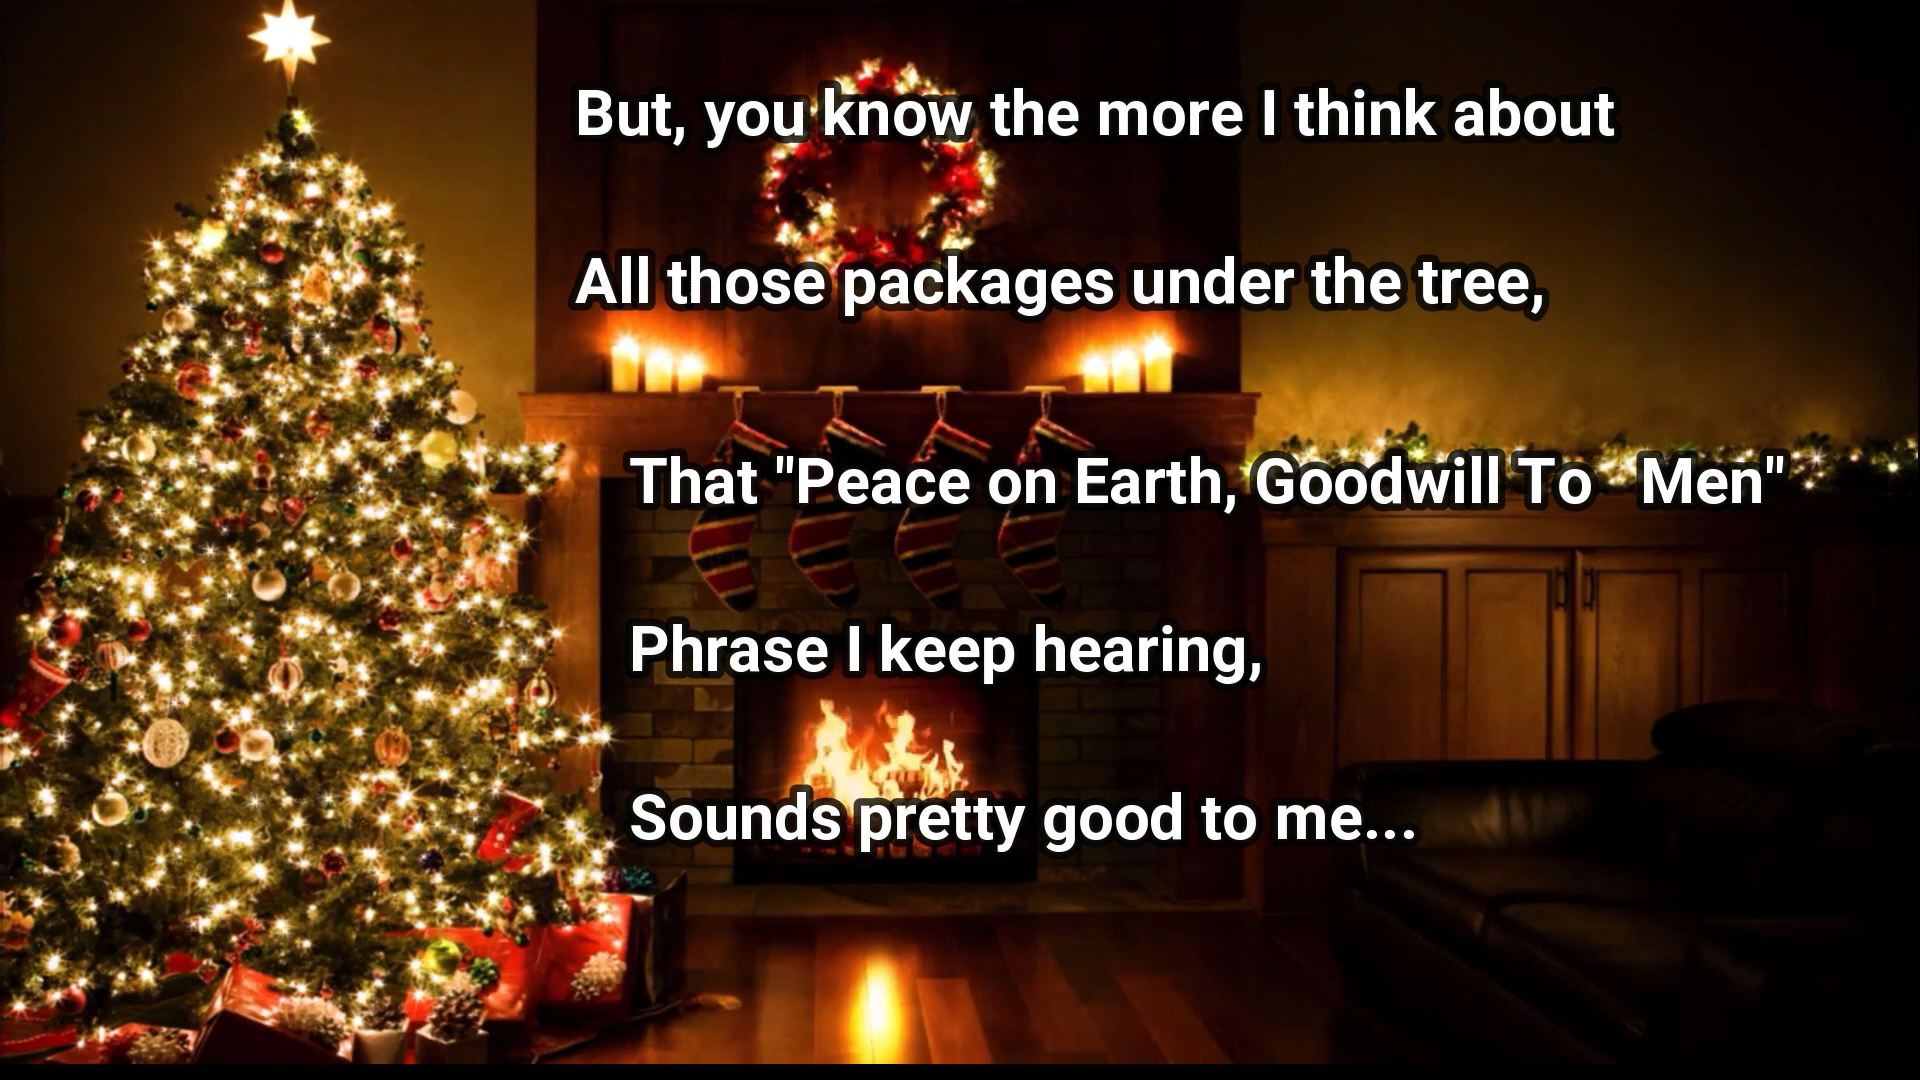 But, you know the more I think about
All those packages under the tree,
That "Peace on Earth, Goodwill To   Men"
Phrase I keep hearing,
Sounds pretty good to me...